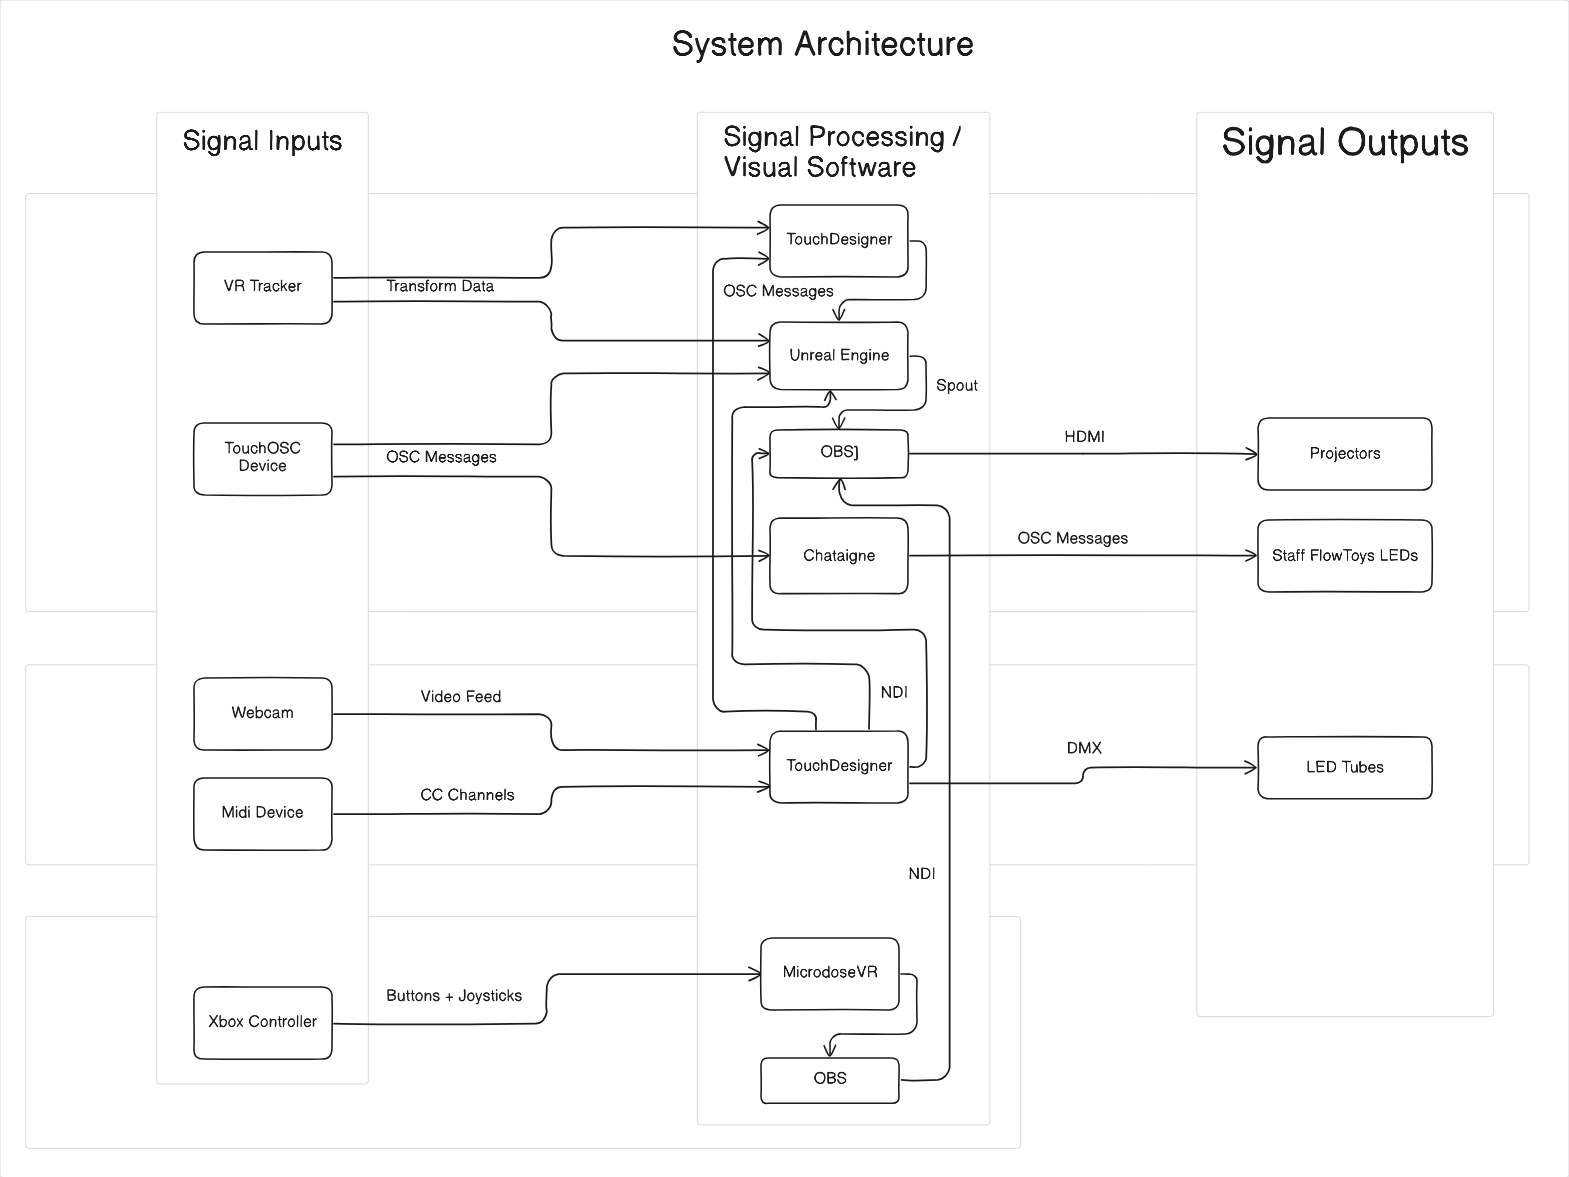 System Architecture
Signal Inputs
Signal Processing /
Visual Software
Signal Outputs
TouchDesigner
VR Tracker
Transform Data
OSC Messages
Unreal Engine
Spout
TouchOSC
Device
OSC Messages
OBS]
HDMI
Projectors
Chataigne
OSC Messages
Staff FlowToys LEDs
Webcam
Video Feed
NDI
TouchDesigner
DMX
LED Tubes
Midi Device
CC Channels
NDI
MicrodoseVR
Xbox Controller
Buttons + Joysticks
OBS